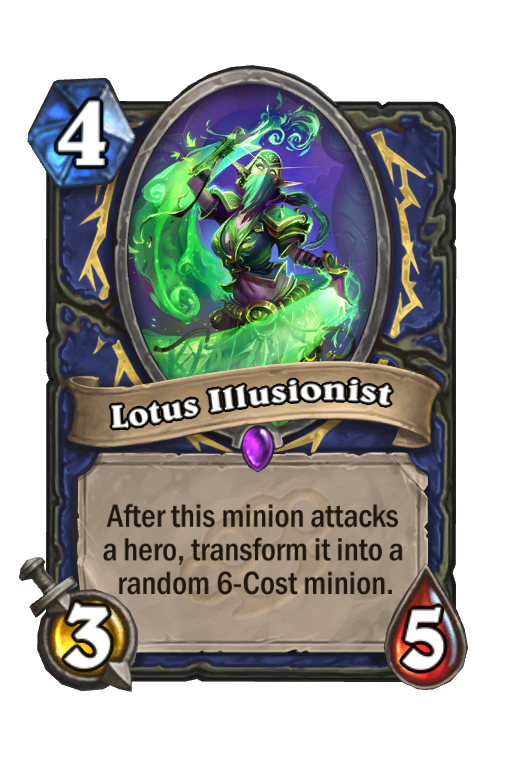 4
Lotus Illusionist
After this minion attacks
a hero, transform it into a
random 6-Cost minion.
3
5